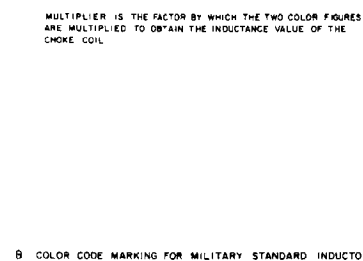 MULTIPLIER IS THE FACTOR BY WHICH THE TWO COLOR FIGURES
ARE MULTIPLIED TO OBTAIN THE INDUCTANCE VALUE OF THE
CHOKE COIL
B COLOR CODE MARKING FOR MILITARY STANDARD INDUCTO